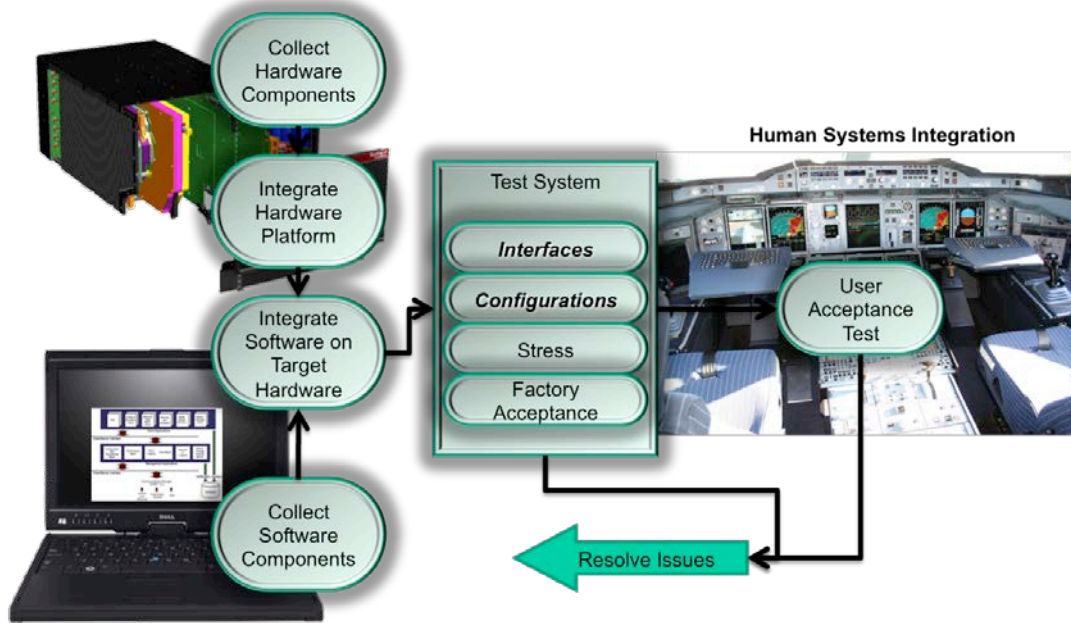 Collect
Hardware
Components
Integrate
Hardware
Platform
Integrate
Software on
Target
Hardware
Collect
Software
Components
Test System
Interfaces
Configurations
Stress
Factory
Acceptance
Human Systems Integration
User
Acceptance
Test
Resolve Issues
DELL